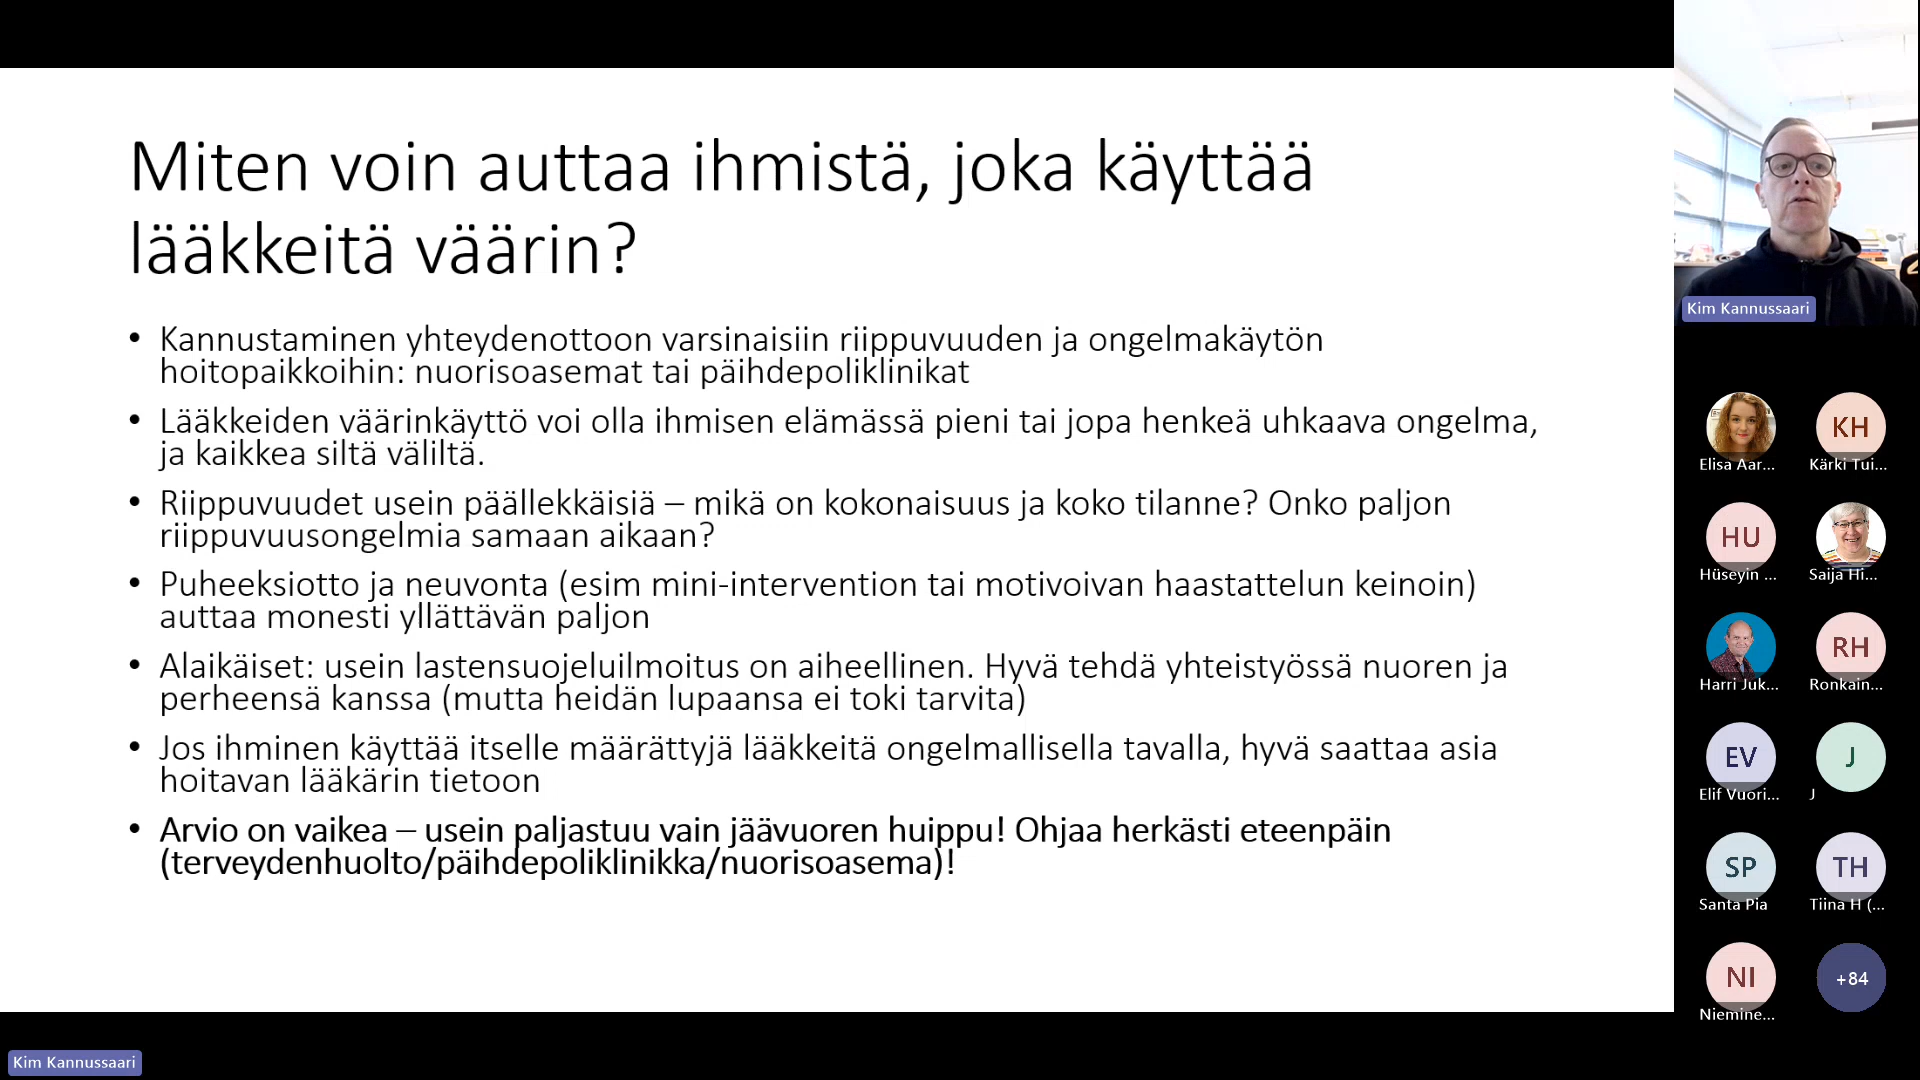 Miten voin auttaa ihmistä, joka käyttää
lääkkeitä väärin?
• Kannustaminen yhteydenottoon varsinaisiin riippuvuuden ja ongelmakäytön
hoitopaikkoihin: nuorisoasemat tai päihdepoliklinikat
• Lääkkeiden väärinkäyttö voi olla ihmisen elämässä pieni tai jopa henkeä uhkaava ongelma,
ja kaikkea siltä väliltä.
• Riippuvuudet usein päällekkäisiä – mikä on kokonaisuus ja koko tilanne? Onko paljon
riippuvuusongelmia samaan aikaan?
• Puheeksiotto ja neuvonta (esim mini-intervention tai motivoivan haastattelun keinoin)
auttaa monesti yllättävän paljon
• Alaikäiset: usein lastensuojeluilmoitus on aiheellinen. Hyvä tehdä yhteistyössä nuoren ja
perheensä kanssa (mutta heidän lupaansa ei toki tarvita)
• Jos ihminen käyttää itselle määrättyjä lääkkeitä ongelmallisella tavalla, hyvä saattaa asia
hoitavan lääkärin tietoon
• Arvio on vaikea – usein paljastuu vain jäävuoren huippu! Ohjaa herkästi eteenpäin
(terveydenhuolto/päihdepoliklinikka/nuorisoasema)!
Kim Kannussaari
KH
Elisa Aar... Kärki Tui...
HU
Hüseyin ... Saija Hi...
RH
Harri Juk... Ronkain...
EV J
Elif Vuori... J
SP TH
Santa Pia Tiina H (...
NI +84
Niemine...
Kim Kannussaari